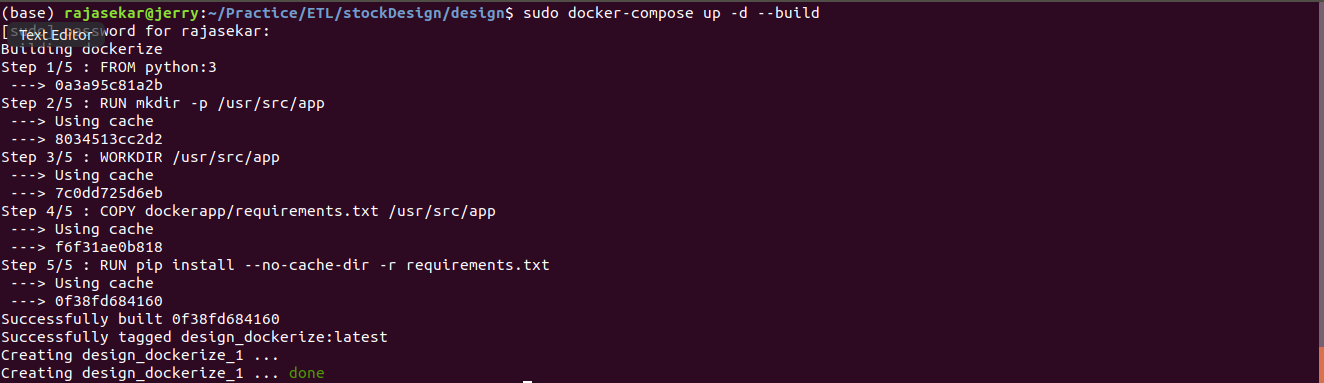 (base) rajasekar@jerry:~/Practice/ETL/stockDesign/design$ sudo docker-compose up -d --build
[sudo] password for rajasekar:
Text Editor
Building dockerize
Step 1/5 : FROM python:3
 ---> 0a3a95c81a2b
Step 2/5 : RUN mkdir -p /usr/src/app
 ---> Using cache
 ---> 8034513cc2d2
Step 3/5 : WORKDIR /usr/src/app
 ---> Using cache
 ---> 7c0dd725d6eb
Step 4/5 : COPY dockerapp/requirements.txt /usr/src/app
 ---> Using cache
 ---> f6f31ae0b818
Step 5/5 : RUN pip install --no-cache-dir -r requirements.txt
 ---> Using cache
 ---> 0f38fd684160
Successfully built 0f38fd684160
Successfully tagged design_dockerize:latest
Creating design_dockerize_1 ...
Creating design_dockerize_1 ... done